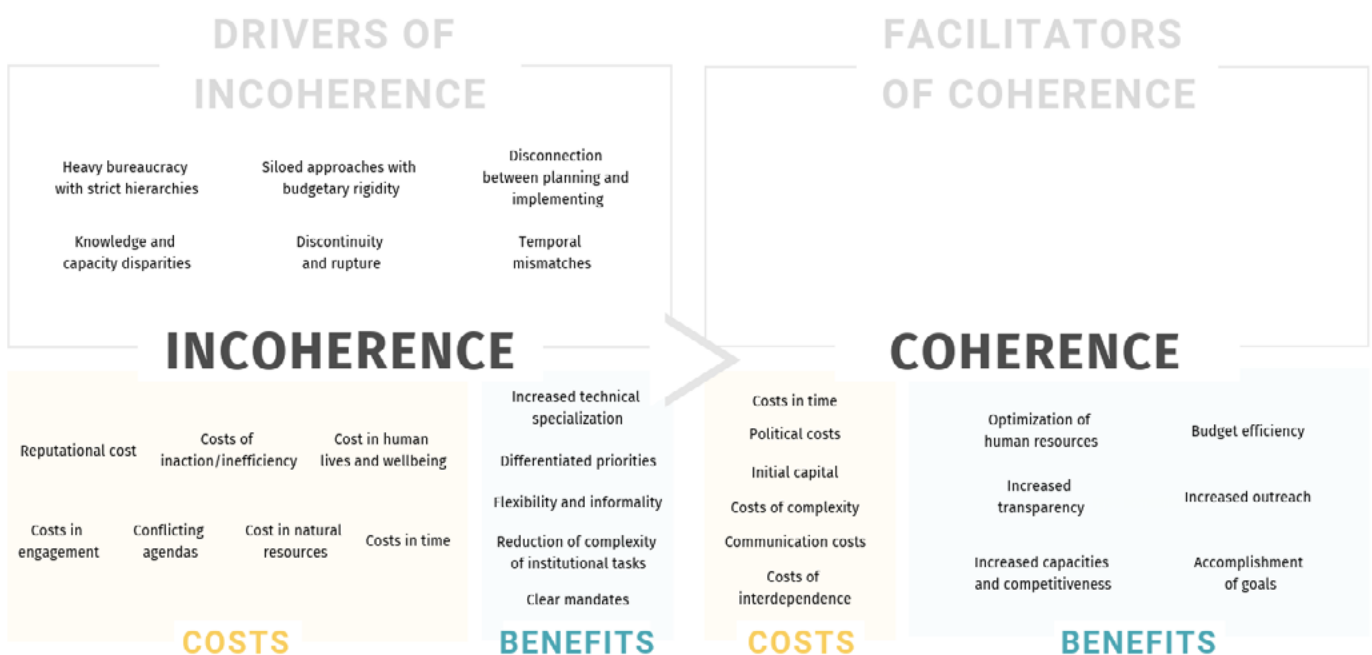 DRIVERS OF
INCOHERENCE
Heavy bureaucracy
with strict hierarchies
Siloed approaches with
budgetary rigidity
Disconnection
between planning and
implementing
Knowledge and
capacity disparities
Discontinuity
and rupture
Temporal
mismatches
INCOHERENCE
Reputational cost
Costs of
inaction/inefficiency
Cost in human
lives and wellbeing
Costs in
engagement
Conflicting
agendas
Cost in natural
resources
Costs in time
COSTS
Increased technical
specialization
Differentiated priorities
Flexibility and informality
Reduction of complexity
of institutional tasks
Clear mandates
BENEFITS
FACILITATORS
OF COHERENCE
COHERENCE
Costs in time
Political costs
Initial capital
Costs of complexity
Communication costs
Costs of
interdependence
COSTS
Optimization of
human resources
Budget efficiency
Increased
transparency
Increased outreach
Increased capacities
and competitiveness
Accomplishment
of goals
BENEFITS